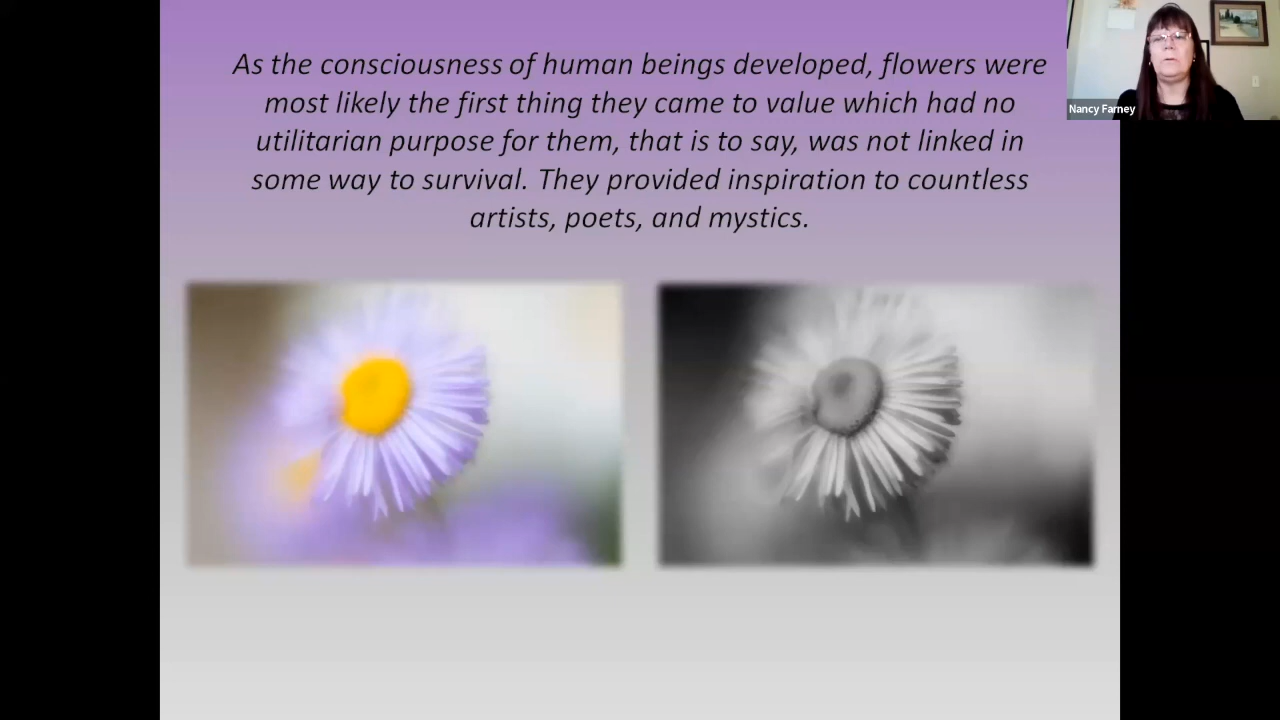 As the consciousness of human beings developed, flowers were
most likely the first thing they came to value which had no
utilitarian purpose for them, that is to say, was not linked in
some way to survival. They provided inspiration to countless
artists, poets, and mystics.
Nancy Farney